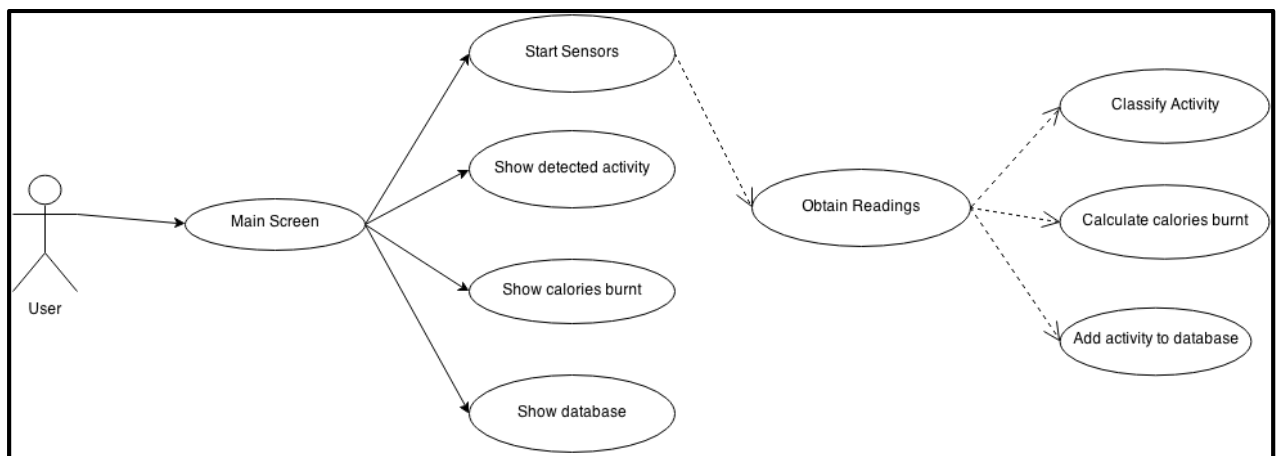 Start Sensors
Classify Activity
Show detected activity
Obtain Readings
Main Screen
Calculate calories burnt
Show calories burnt
User
Add activity to database
Show database